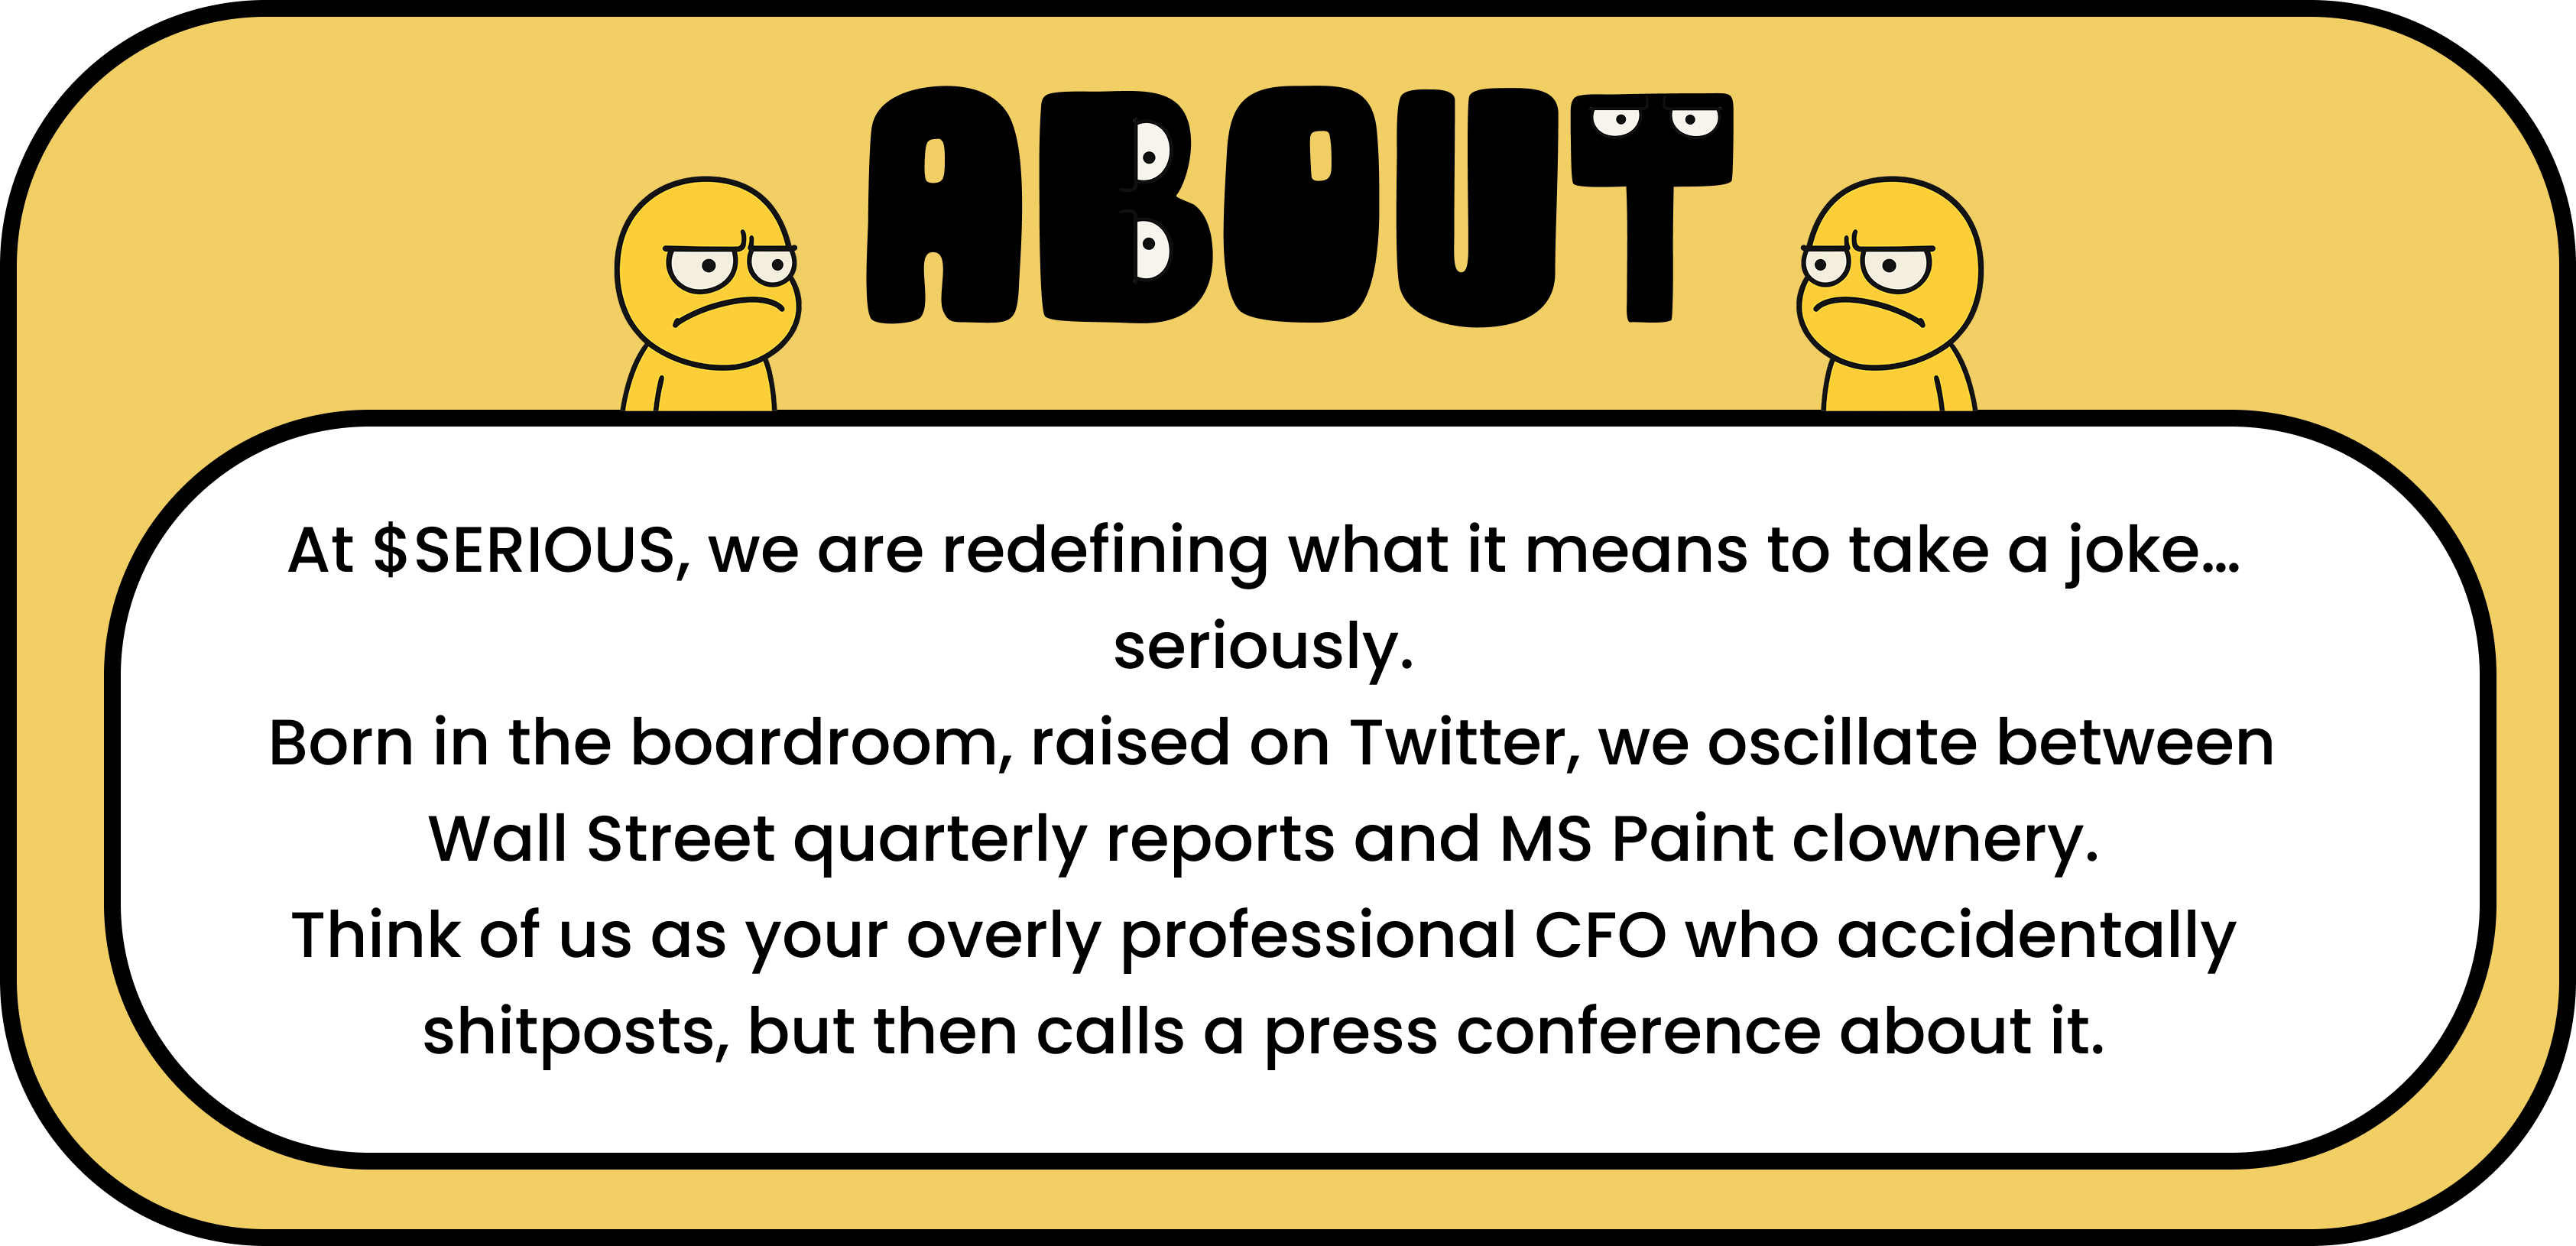 ABOUT
At $SERIOUS, we are redefining what it means to take a joke...
seriously.
Born in the boardroom, raised on Twitter, we oscillate between
Wall Street quarterly reports and MS Paint clownery.
Think of us as your overly professional CFO who accidentally
shitposts, but then calls a press conference about it.